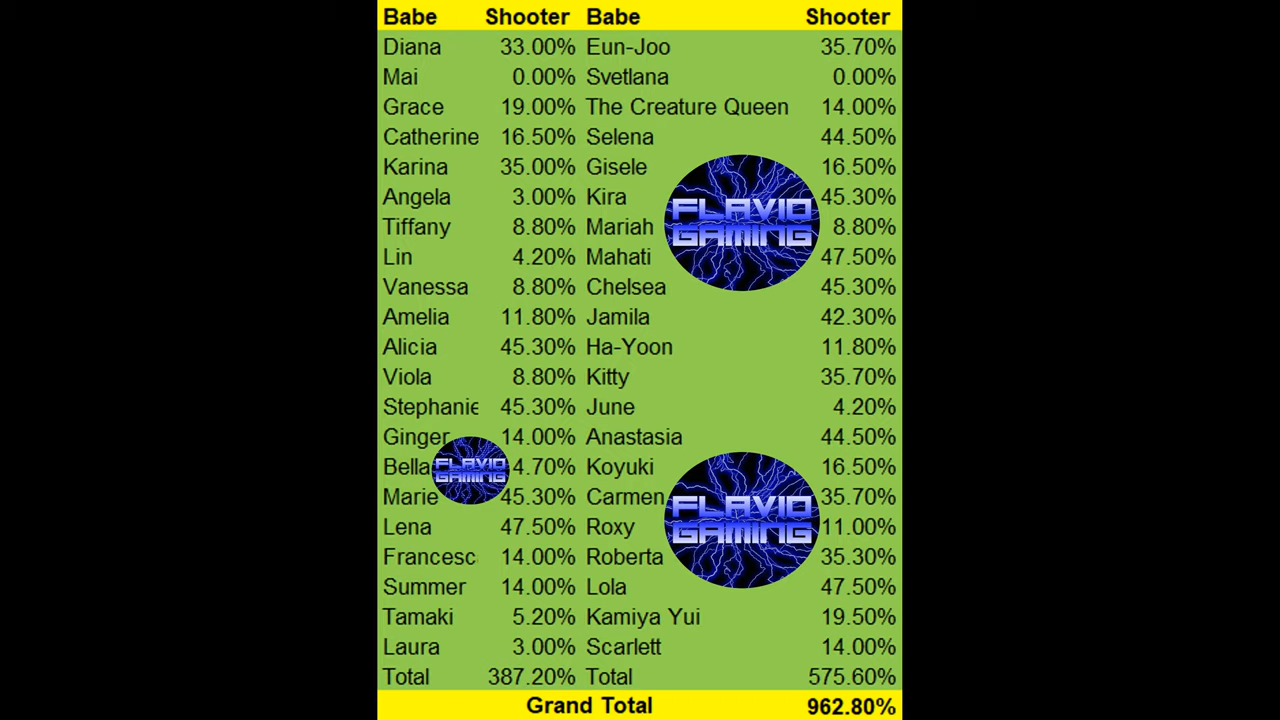 Babe Shooter Babe Shooter
Diana 33.00% Eun-Joo 35.70%
Mai 0.00% Svetlana 0.00%
Grace 19.00% The Creature Queen 14.00%
Catherine 16.50% Selena 44.50%
Karina 35.00% Gisele 16.50%
Angela 3.00% Kira 45.30%
Tiffany 8.80% Mariah 8.80%
Lin 4.20% Mahati 47.50%
Vanessa 8.80% Chelsea 45.30%
Amelia 11.80% Jamila 42.30%
Alicia 45.30% Ha-Yoon 11.80%
Viola 8.80% Kitty 35.70%
Stephanie 45.30% June 4.20%
Ginger 14.00% Anastasia 44.50%
Bella 4.70% Koyuki 16.50%
Marie 45.30% Carmen 35.70%
Lena 47.50% Roxy 11.00%
Francesc 14.00% Roberta 35.30%
Summer 14.00% Lola 47.50%
Tamaki 5.20% Kamiya Yui 19.50%
Laura 3.00% Scarlett 14.00%
Total 387.20% Total 575.60%
Grand Total 962.80%
FLAVIO
GAMING
FLAVIO
GAMING
FLAVIO
GAMING